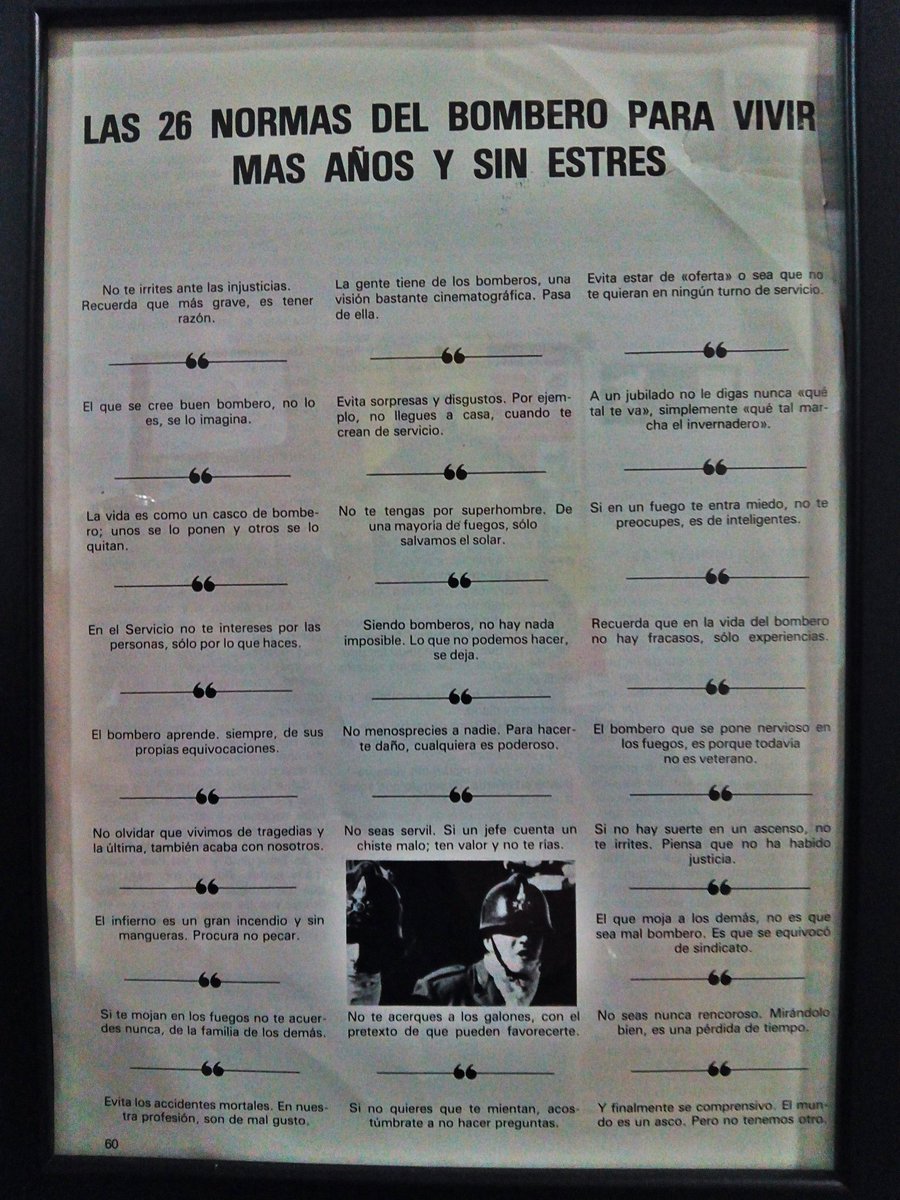 LAS 26 NORMAS DEL BOMBERO PARA VIVIR
MAS AÑOS Y SIN ESTRES
No te irrites ante las injusticias.
Recuerda que más grave, es tener
razón.
El que se cree buen bombero, no lo
es, se lo imagina.
La vida es como un casco de bombe-
ro; unos se lo ponen y otros se lo
quitan.
En el Servicio no te intereses por las
personas, sólo por lo que haces.
El bombero aprende. siempre, de sus
propias equivocaciones.
No olvidar que vivimos de tragedias y
la última, también acaba con nosotros.
El infierno es un gran incendio y sin
mangueras. Procura no pecar.
Si te mojan en los fuegos no te acuer-
des nunca, de la familia de los demás.
Evita los accidentes mortales. En nues-
tra profesión, son de mal gusto.
60
La gente tiene de los bomberos, una
visión bastante cinematográfica. Pasa
de ella.
Evita sorpresas y disgustos. Por ejem-
plo, no llegues a casa, cuando te
crean de servicio.
No te tengas por superhombre. De
una mayoría de fuegos, sólo
salvamos el solar.
Siendo bomberos, no hay nada
imposible. Lo que no podemos hacer,
se deja.
No menosprecies a nadie. Para hacer-
te daño, cualquiera es poderoso.
No seas servil. Si un jefe cuenta un
chiste malo; ten valor y no te rías.
No te acerques a los galones, con el
pretexto de que pueden favorecerte.
Si no quieres que te mientan, acos-
túmbrate a no hacer preguntas.
Evita estar de «oferta» o sea que no
te quieran en ningún turno de servicio.
A un jubilado no le digas nunca «qué
tal te va», simplemente «qué tal mar-
cha el invernadero».
Si en un fuego te entra miedo, no te
preocupes, es de inteligentes.
Recuerda que en la vida del bombero
no hay fracasos, sólo experiencias.
El bombero que se pone nervioso en
los fuegos, es porque todavía
no es veterano.
Si no hay suerte en un ascenso, no
te irrites. Piensa que no ha habido
justicia.
El que moja a los demás, no es que
sea mal bombero. Es que se equivocó
de sindicato.
No seas nunca rencoroso. Mirándolo
bien, es una pérdida de tiempo.
Y finalmente se comprensivo. El mun-
do es un asco. Pero no tenemos otro.